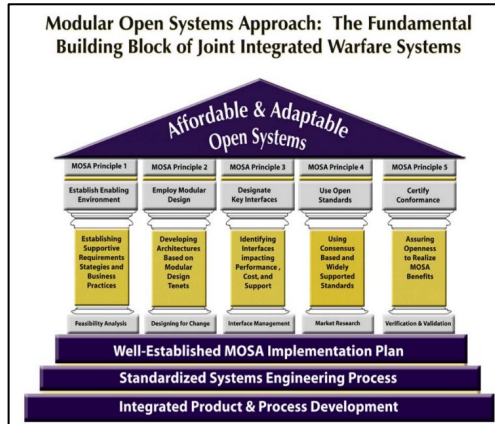 Modular Open Systems Approach: The Fundamental
Building Block of Joint Integrated Warfare Systems
Affordable & Adaptable
Open Systems
MOSA Principle 1
MOSA Principle 2
MOSA Principle 3
MOSA Principle 4
MOSA Principle 5
Establish Enabling
Environment
Employ Modular
Design
Designate
Key Interfaces
Use Open
Standards
Certify
Conformance
Establishing
Supportive
Requirements
Stategies and
Business
Practices
Developing
Architectures
Based on
Modular
Design
Tenets
Identifying
Interfaces
impacting
Performance ,
Cost, and
Support
Using
Consensus
Based and
Widely
Supported
Standards
Assuring
Openness
to Realize
MOSA
Benefits
Feasibility Analysis
Designing for Change
Interface Management
Market Research
Verification & Validation
Well-Established MOSA Implementation Plan
Standardized Systems Engineering Process
Integrated Product & Process Development